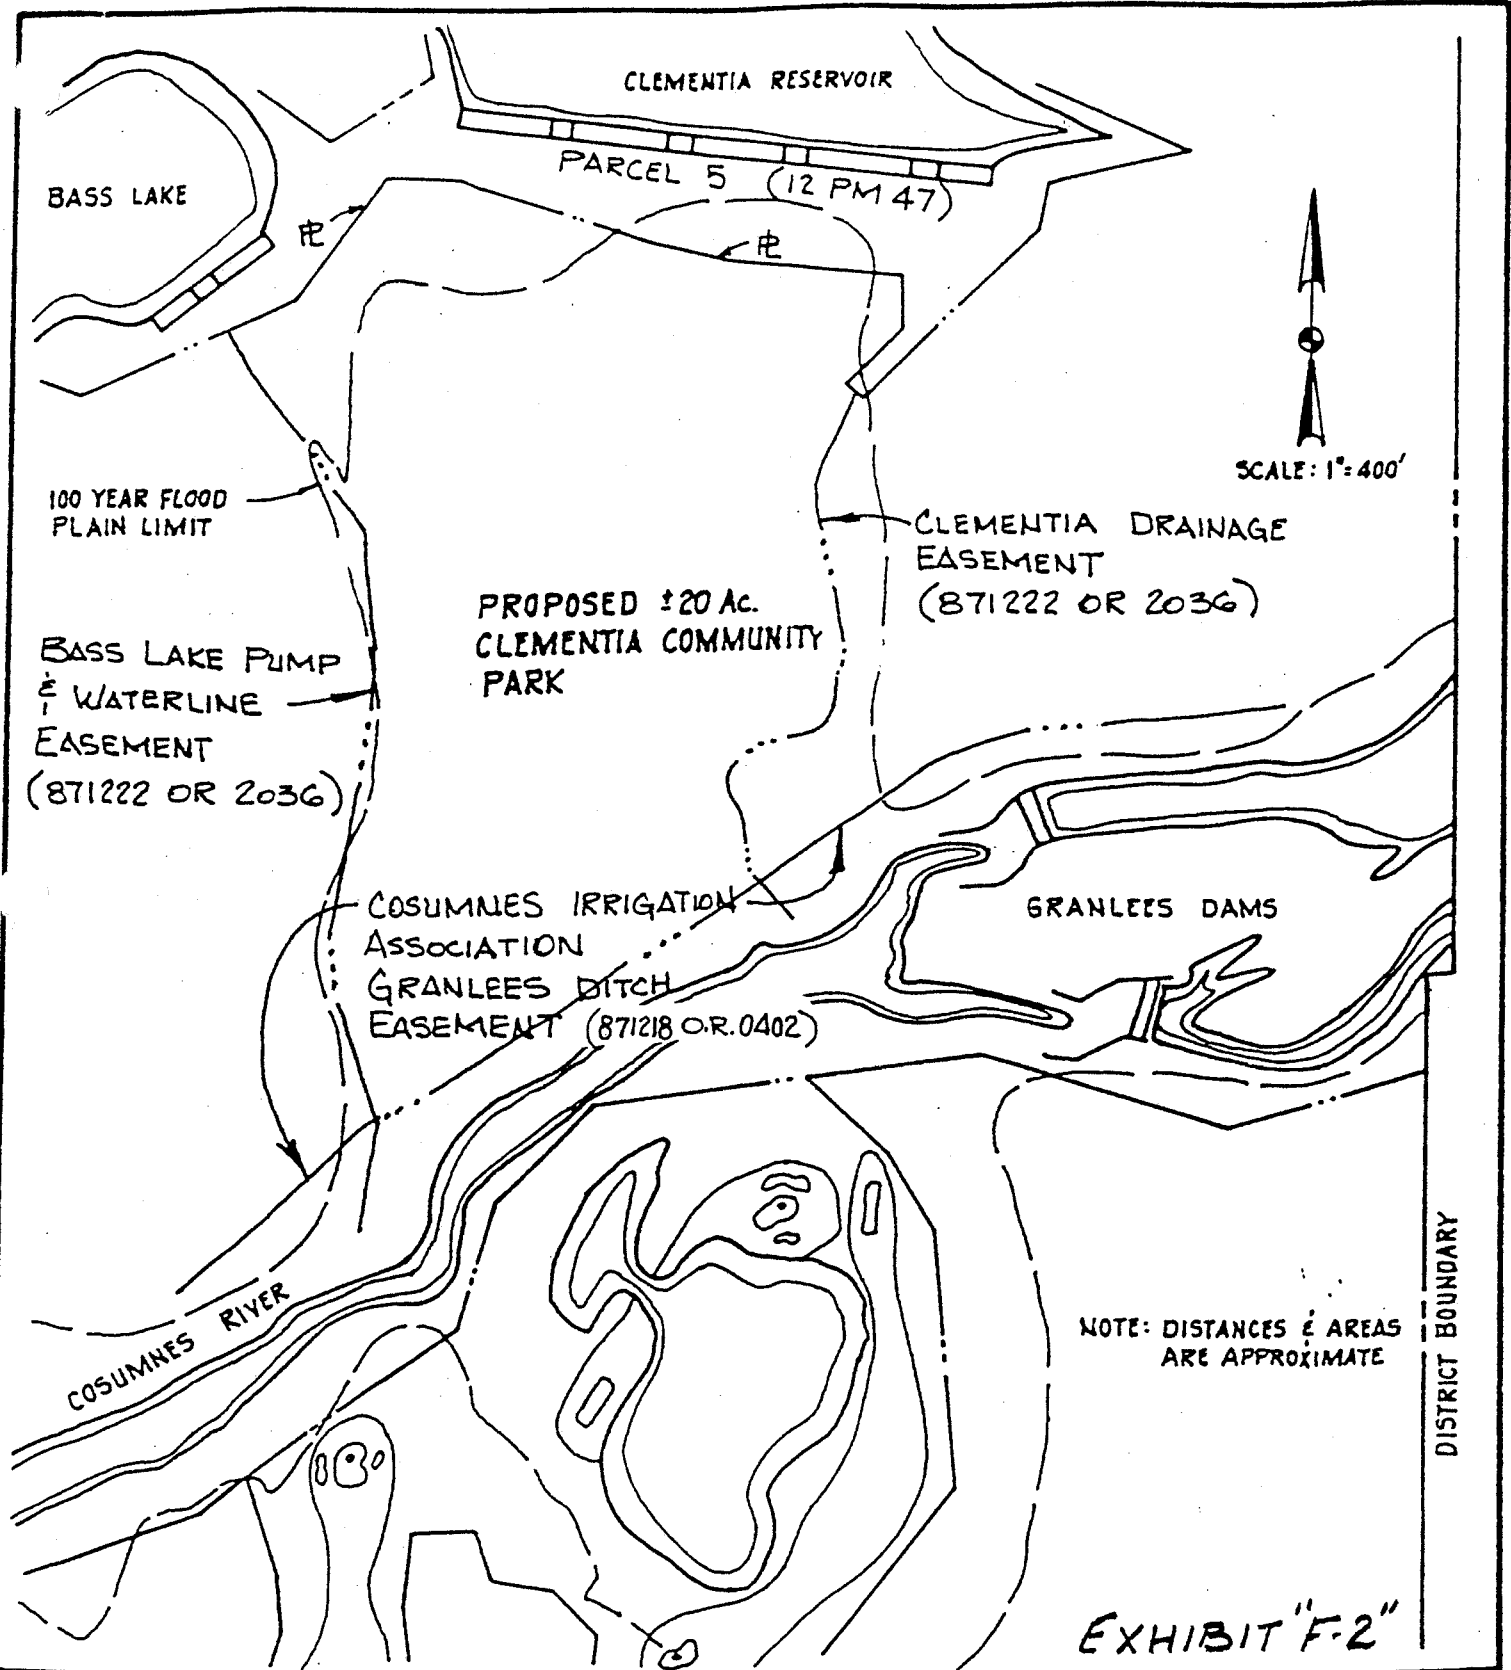 CLEMENTIA RESERVOIR
PARCEL 5 (12 PM 47)
BASS LAKE
PL
PL
SCALE: 1"=400'
100 YEAR FLOOD
PLAIN LIMIT
CLEMENTIA DRAINAGE
EASEMENT
(871222 OR 2036)
PROPOSED ±20 Ac.
CLEMENTIA COMMUNITY
PARK
BASS LAKE PUMP
& WATERLINE
EASEMENT
(871222 OR 2036)
COSUMNES IRRIGATION
ASSOCIATION
GRANLEES DITCH
EASEMENT (871218 O.R. 0402)
GRANLEES DAMS
COSUMNES RIVER
NOTE: DISTANCES & AREAS
ARE APPROXIMATE
DISTRICT BOUNDARY
EXHIBIT "F-2"